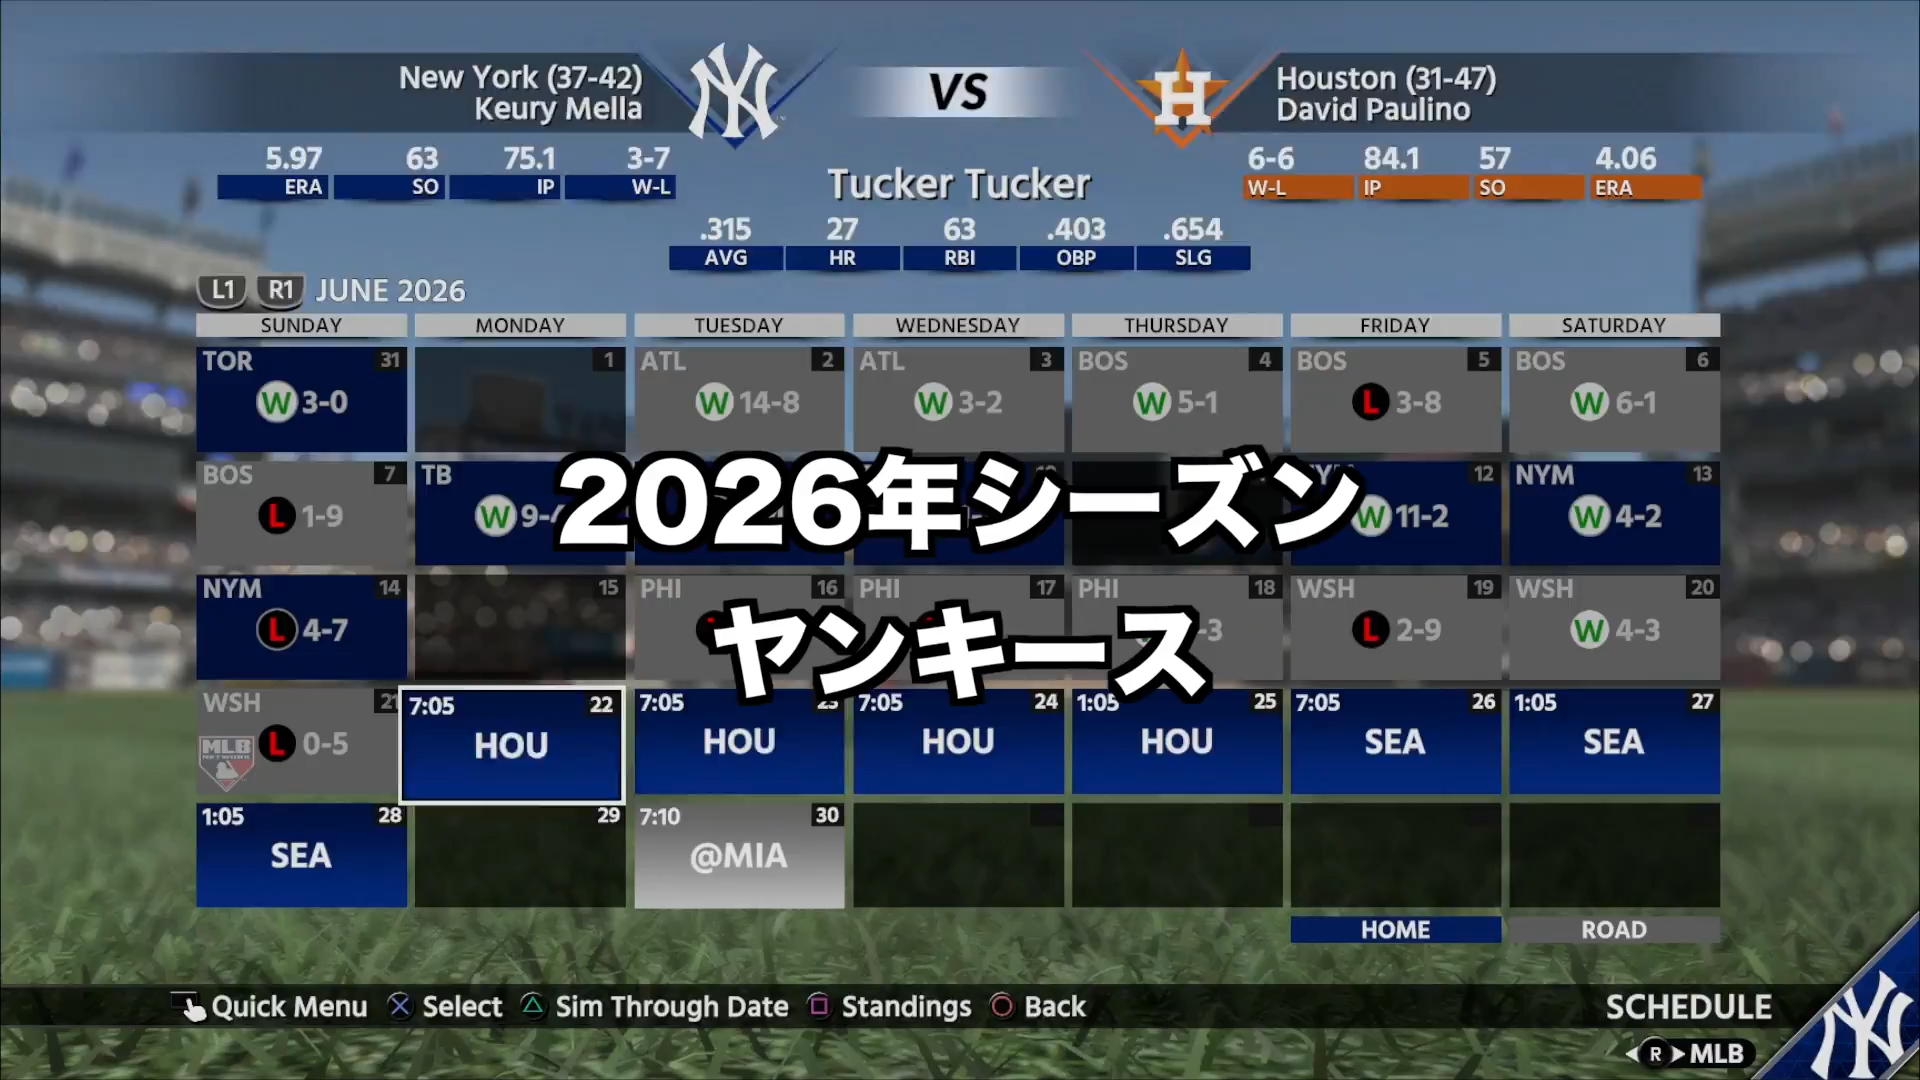 New York (37-42)
Keury Mella
VS
Houston (31-47)
David Paulino
5.97 63 75.1 3-7
ERA SO IP W-L
6-6 84.1 57 4.06
W-L IP SO ERA
Tucker Tucker
.315 27 63 .403 .654
AVG HR RBI OBP SLG
L1 R1 JUNE 2026
SUNDAY MONDAY TUESDAY WEDNESDAY THURSDAY FRIDAY SATURDAY
TOR 31 1 ATL 2 ATL 3 BOS 4 BOS 5 BOS 6
W 3-0 W 14-8 W 3-2 W 5-1 L 3-8 W 6-1
BOS 7 TB 12 NYM 13
L 1-9 W W 11-2 W 4-2
2026年シーズン
NYM 14 15 PHI 16 PHI 17 PHI 18 WSH 19 WSH 20
L 4-7 L 2-9 W 4-3
ヤンキース
WSH 21 7:05 22 7:05 23 7:05 24 1:05 25 7:05 26 1:05 27
MLB NETWORK L 0-5 HOU HOU HOU HOU SEA SEA
1:05 28 29 7:10 30
SEA @MIA
HOME ROAD
Quick Menu Select Sim Through Date Standings Back
SCHEDULE
R MLB